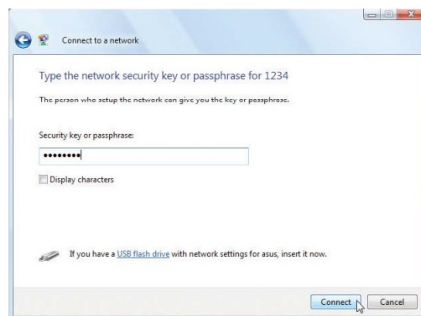 Connect to a network
Type the network security key or passphrase for 1234
The person who setup the network can give you the key or passphrase.
Security key or passphrase:
••••••••
Display characters
If you have a USB flash drive with network settings for asus, insert it now.
Connect Cancel